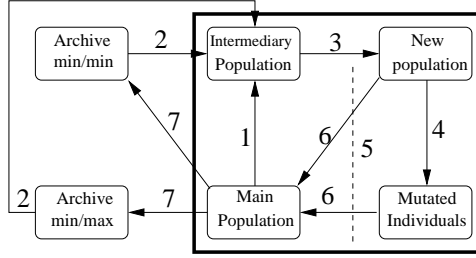 Archive
min/min
2
Intermediary
Population
3
New
population
7
1
6
5
4
2
Archive
min/max
7
Main
Population
6
Mutated
Individuals